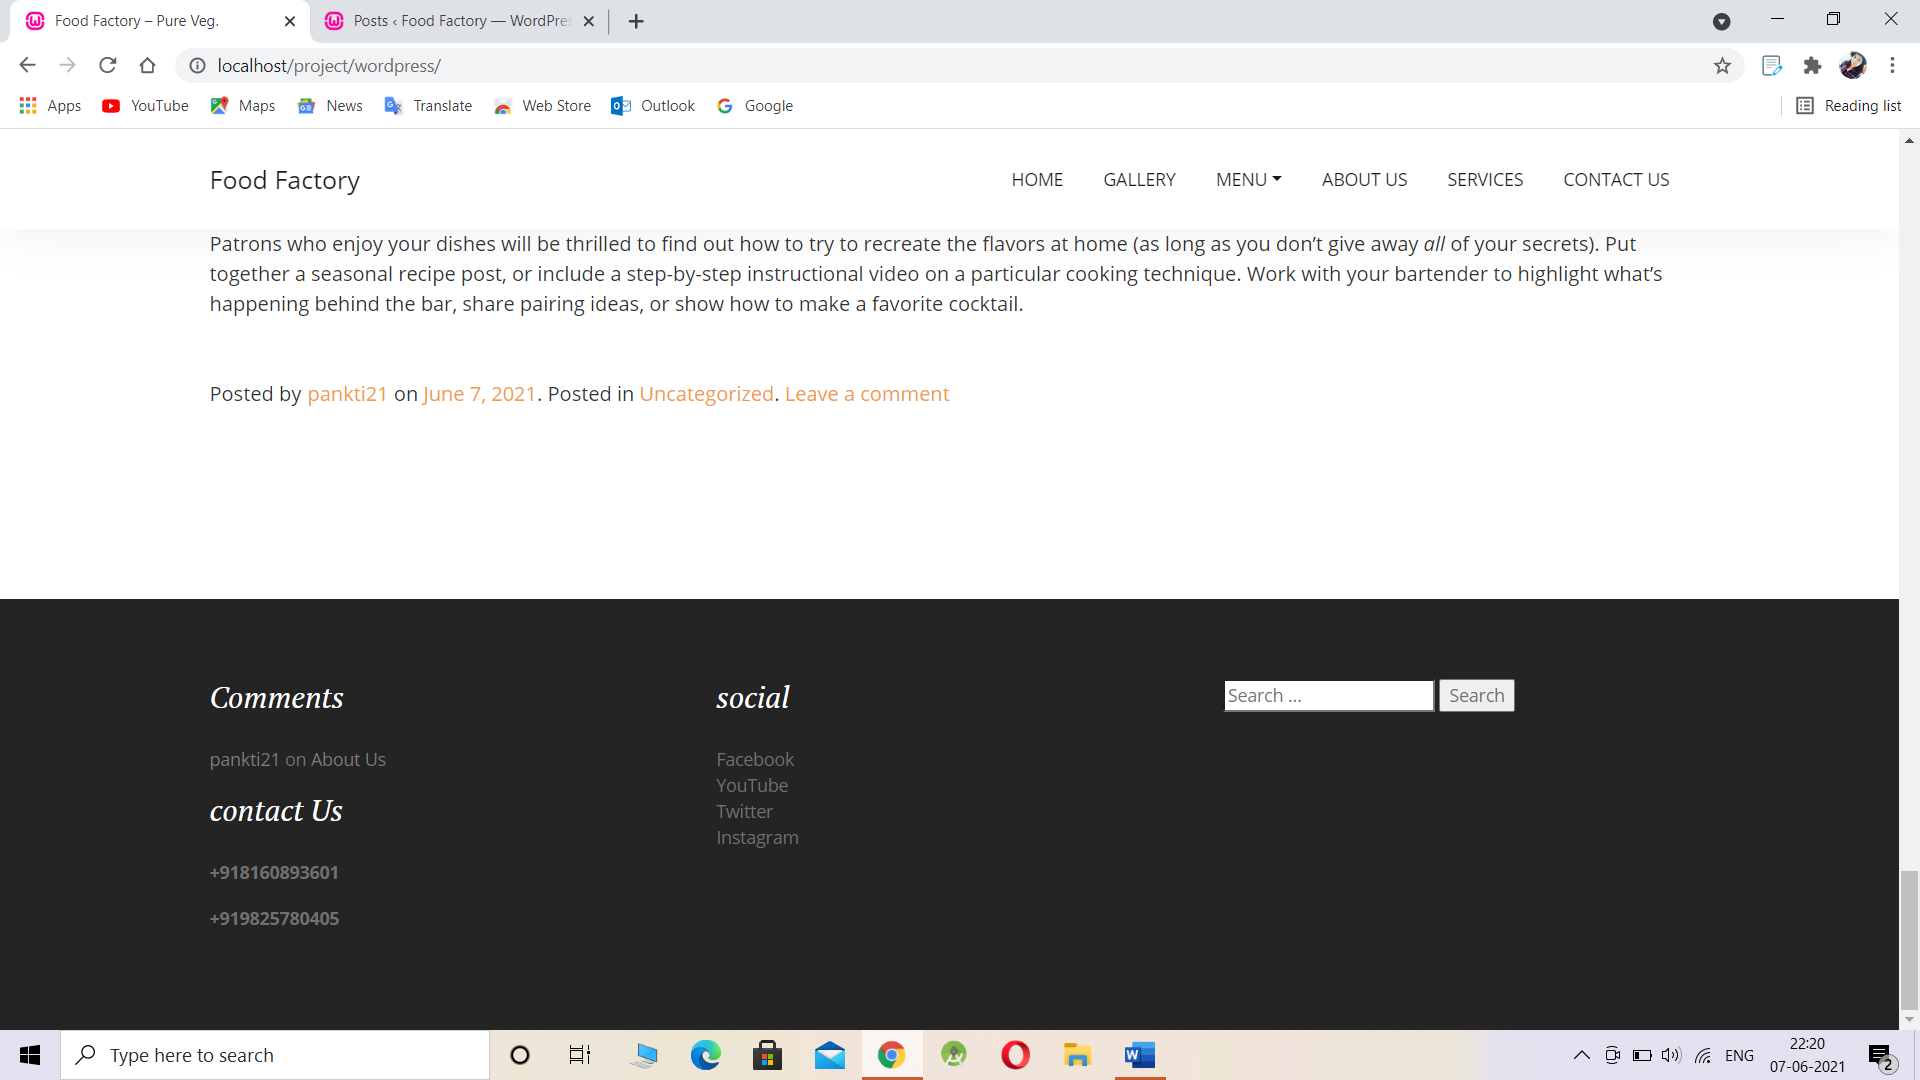 Food Factory – Pure Veg.
Posts ‹ Food Factory — WordPres
localhost/project/wordpress/
Apps YouTube Maps News Translate Web Store Outlook Google Reading list
Food Factory HOME GALLERY MENU ABOUT US SERVICES CONTACT US
Patrons who enjoy your dishes will be thrilled to find out how to try to recreate the flavors at home (as long as you don’t give away all of your secrets). Put
together a seasonal recipe post, or include a step-by-step instructional video on a particular cooking technique. Work with your bartender to highlight what’s
happening behind the bar, share pairing ideas, or show how to make a favorite cocktail.
Posted by pankti21 on June 7, 2021. Posted in Uncategorized. Leave a comment
Comments
pankti21 on About Us
contact Us
+918160893601
+919825780405
social
Facebook
YouTube
Twitter
Instagram
Search ... Search
Type here to search
ENG
22:20
07-06-2021
2